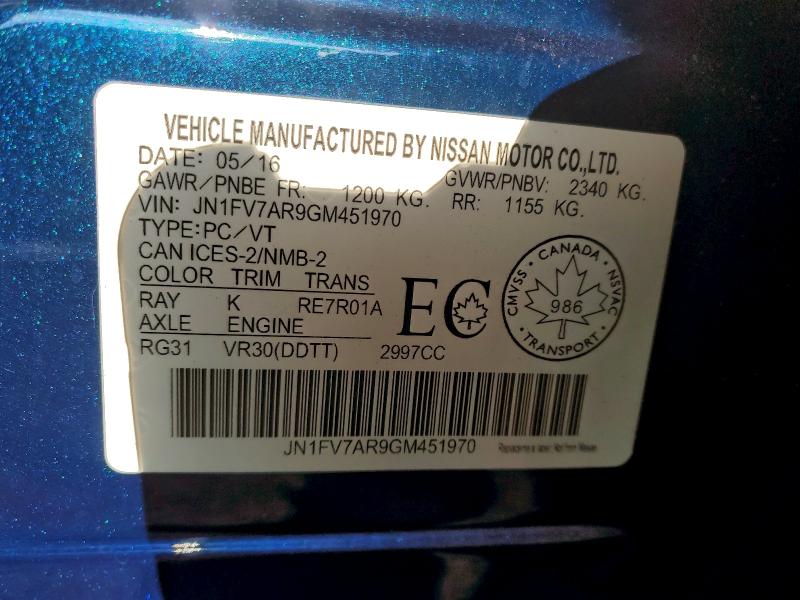 VEHICLE MANUFACTURED BY NISSAN MOTOR CO.,LTD.
DATE: 05/16 GVWR/PNBV: 2340 KG.
GAWR/PNBE FR: 1200 KG. RR: 1155 KG.
VIN: JN1FV7AR9GM451970
TYPE:PC/VT
CAN ICES-2/NMB-2
COLOR TRIM TRANS
RAY K RE7R01A
AXLE ENGINE
RG31 VR30(DDTT) 2997CC
EC
CANADA
CMVSS 986 NSVAC
TRANSPORT
JN1FV7AR9GM451970